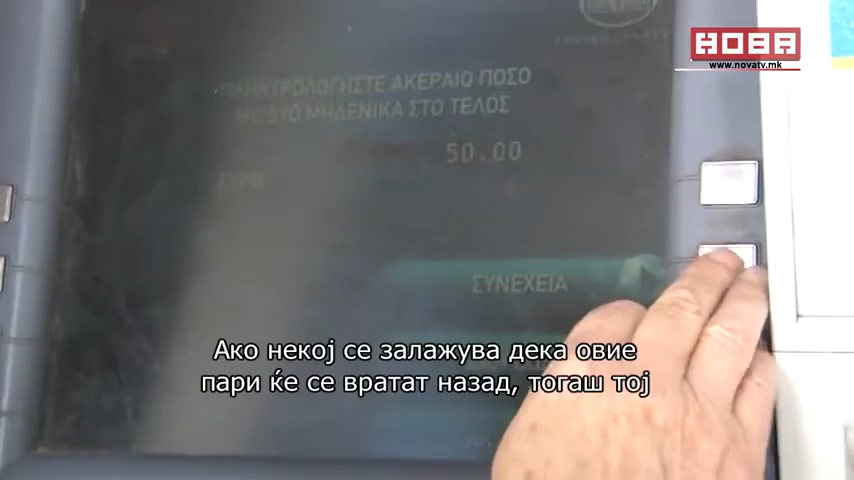 НОВА
www.novatv.mk
ΠΛΗΚΤΡΟΛΟΓΗΣΤΕ ΑΚΕΡΑΙΟ ΠΟΣΟ
ΜΕ ΔΥΟ ΜΗΔΕΝΙΚΑ ΣΤΟ ΤΕΛΟΣ
50.00
ΕΥΡΩ
ΣΥΝΕΧΕΙΑ
Ако некој се залажува дека овие
пари ќе се вратат назад, тогаш тој